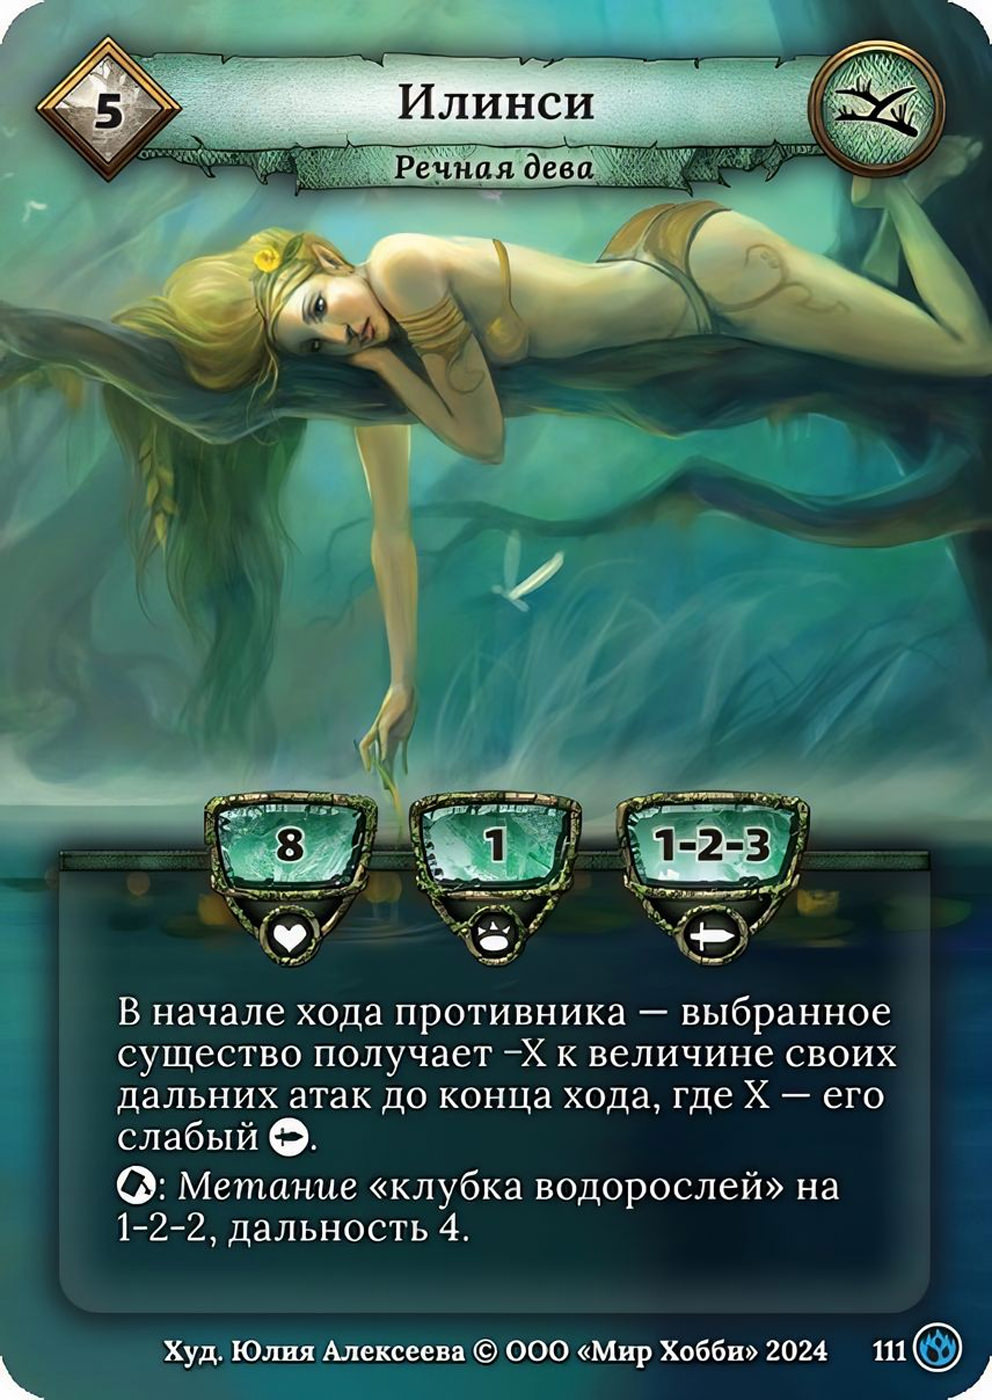 5
Илинси
Речная дева
8
1
1-2-3
В начале хода противника — выбранное
существо получает –X к величине своих
дальних атак до конца хода, где X — его
слабый .
: Метание «клубка водорослей» на
1-2-2, дальность 4.
Худ. Юлия Алексеева © ООО «Мир Хобби» 2024
111